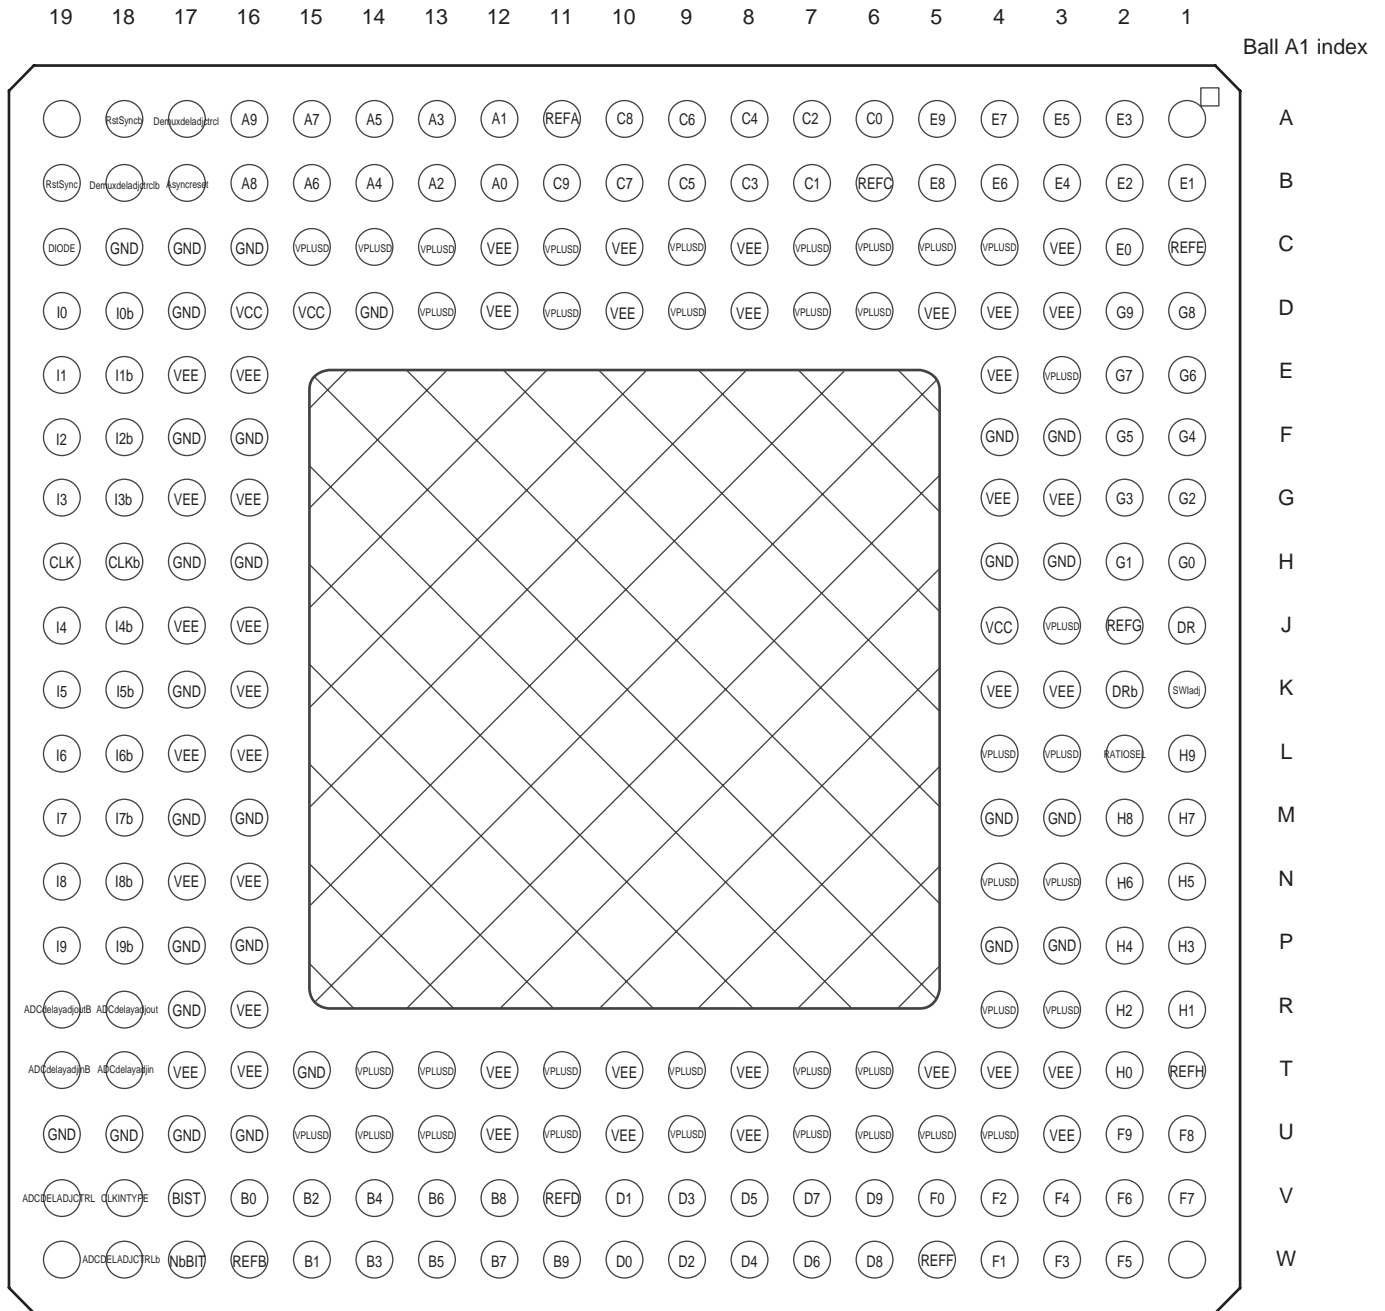 19 18 17 16 15 14 13 12 11 10 9 8 7 6 5 4 3 2 1
Ball A1 index
RstSyncb Demuxdeladjctrcl A9 A7 A5 A3 A1 REFA C8 C6 C4 C2 C0 E9 E7 E5 E3 A
RstSync Demuxdeladjctrclb Asyncreset A8 A6 A4 A2 A0 C9 C7 C5 C3 C1 REFC E8 E6 E4 E2 E1 B
DIODE GND GND GND VPLUSD VPLUSD VPLUSD VEE VPLUSD VEE VPLUSD VEE VPLUSD VPLUSD VPLUSD VPLUSD VEE E0 REFE C
I0 I0b GND VCC VCC GND VPLUSD VEE VPLUSD VEE VPLUSD VEE VPLUSD VPLUSD VEE VEE VEE G9 G8 D
I1 I1b VEE VEE VEE VPLUSD G7 G6 E
I2 I2b GND GND GND GND G5 G4 F
I3 I3b VEE VEE VEE VEE G3 G2 G
CLK CLKb GND GND GND GND G1 G0 H
I4 I4b VEE VEE VCC VPLUSD REFG DR J
I5 I5b GND VEE VEE VEE DRb SWIadj K
I6 I6b VEE VEE VPLUSD VPLUSD RATIOSEL H9 L
I7 I7b GND GND GND GND H8 H7 M
I8 I8b VEE VEE VPLUSD VPLUSD H6 H5 N
I9 I9b GND GND GND GND H4 H3 P
ADCdelayadjoutB ADCdelayadjout GND VEE VPLUSD VPLUSD H2 H1 R
ADCdelayadjinB ADCdelayadjin VEE VEE GND VPLUSD VPLUSD VEE VPLUSD VEE VPLUSD VEE VPLUSD VPLUSD VEE VEE VEE H0 REFH T
GND GND GND GND VPLUSD VPLUSD VPLUSD VEE VPLUSD VEE VPLUSD VEE VPLUSD VPLUSD VPLUSD VPLUSD VEE F9 F8 U
ADCDELADJCTRL CLKINTYPE BIST B0 B2 B4 B6 B8 REFD D1 D3 D5 D7 D9 F0 F2 F4 F6 F7 V
ADCDELADJCTRLb NbBIT REFB B1 B3 B5 B7 B9 D0 D2 D4 D6 D8 REFF F1 F3 F5 W